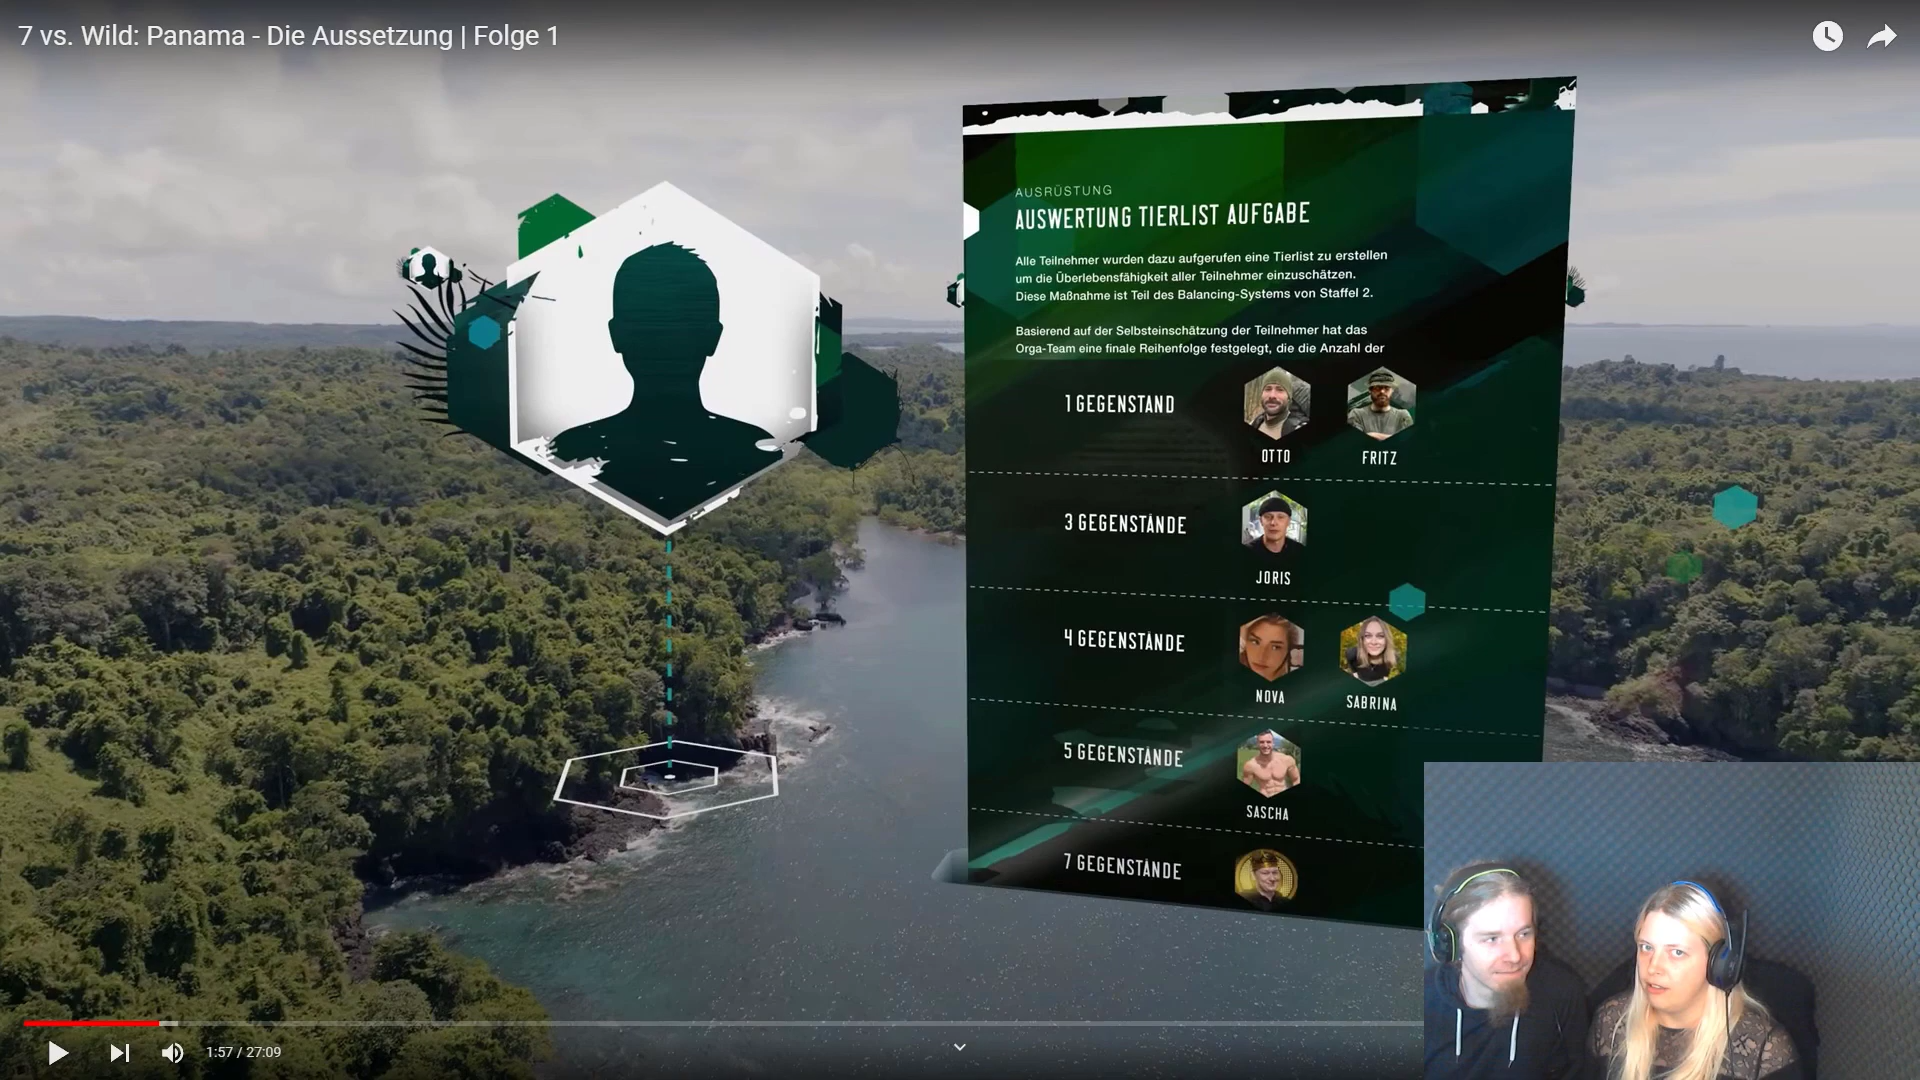 7 vs. Wild: Panama - Die Aussetzung | Folge 1
AUSRÜSTUNG
AUSWERTUNG TIERLIST AUFGABE
Alle Teilnehmer wurden dazu aufgerufen eine Tierlist zu erstellen
um die Überlebensfähigkeit aller Teilnehmer einzuschätzen.
Diese Maßnahme ist Teil des Balancing-Systems von Staffel 2.
Basierend auf der Selbsteinschätzung der Teilnehmer hat das
Orga-Team eine finale Reihenfolge festgelegt, die die Anzahl der
1 GEGENSTAND
OTTO
FRITZ
3 GEGENSTÄNDE
JORIS
4 GEGENSTÄNDE
NOVA
SABRINA
5 GEGENSTÄNDE
SASCHA
7 GEGENSTÄNDE
1:57 / 27:09